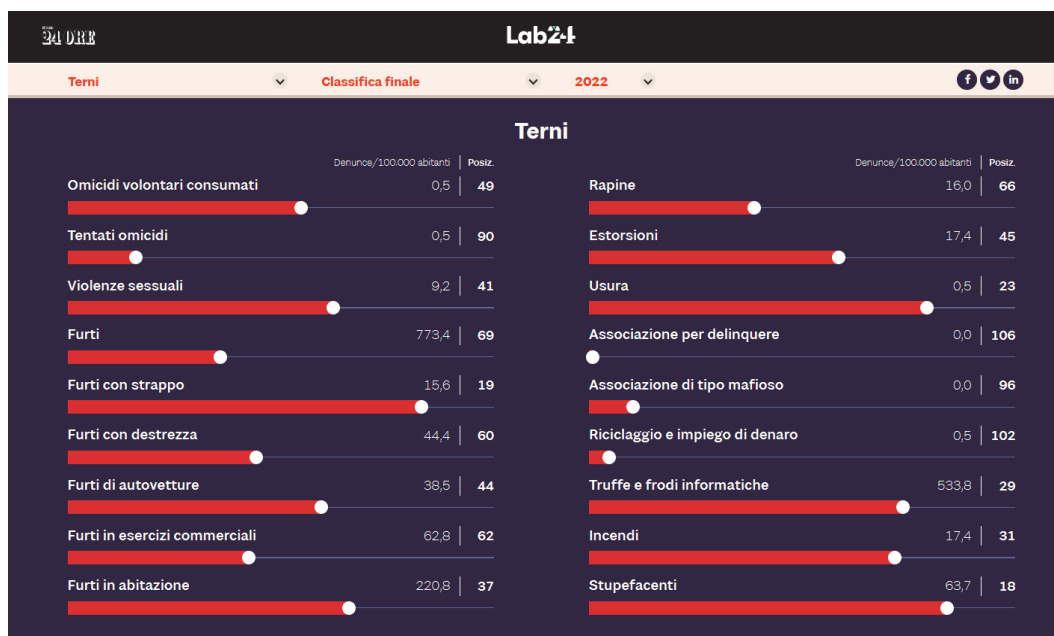 24 ORE
Lab24
Terni Classifica finale 2022
Terni
Denunce/100.000 abitanti Posiz.
Omicidi volontari consumati 0,5 49
Tentati omicidi 0,5 90
Violenze sessuali 9,2 41
Furti 773,4 69
Furti con strappo 15,6 19
Furti con destrezza 44,4 60
Furti di autovetture 38,5 44
Furti in esercizi commerciali 62,8 62
Furti in abitazione 220,8 37
Denunce/100.000 abitanti Posiz.
Rapine 16,0 66
Estorsioni 17,4 45
Usura 0,5 23
Associazione per delinquere 0,0 106
Associazione di tipo mafioso 0,0 96
Riciclaggio e impiego di denaro 0,5 102
Truffe e frodi informatiche 533,8 29
Incendi 17,4 31
Stupefacenti 63,7 18